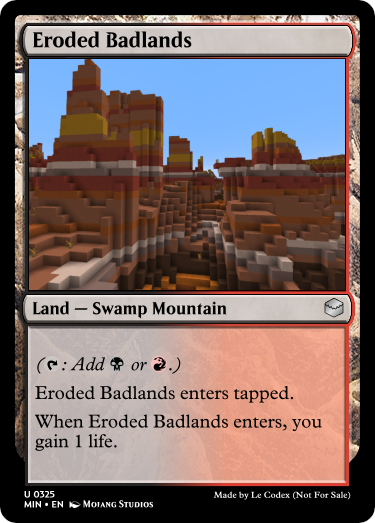 Eroded Badlands
Land — Swamp Mountain
(: Add or .)
Eroded Badlands enters tapped.
When Eroded Badlands enters, you
gain 1 life.
U 0325
MIN • EN Mojang Studios
Made by Le Codex (Not For Sale)